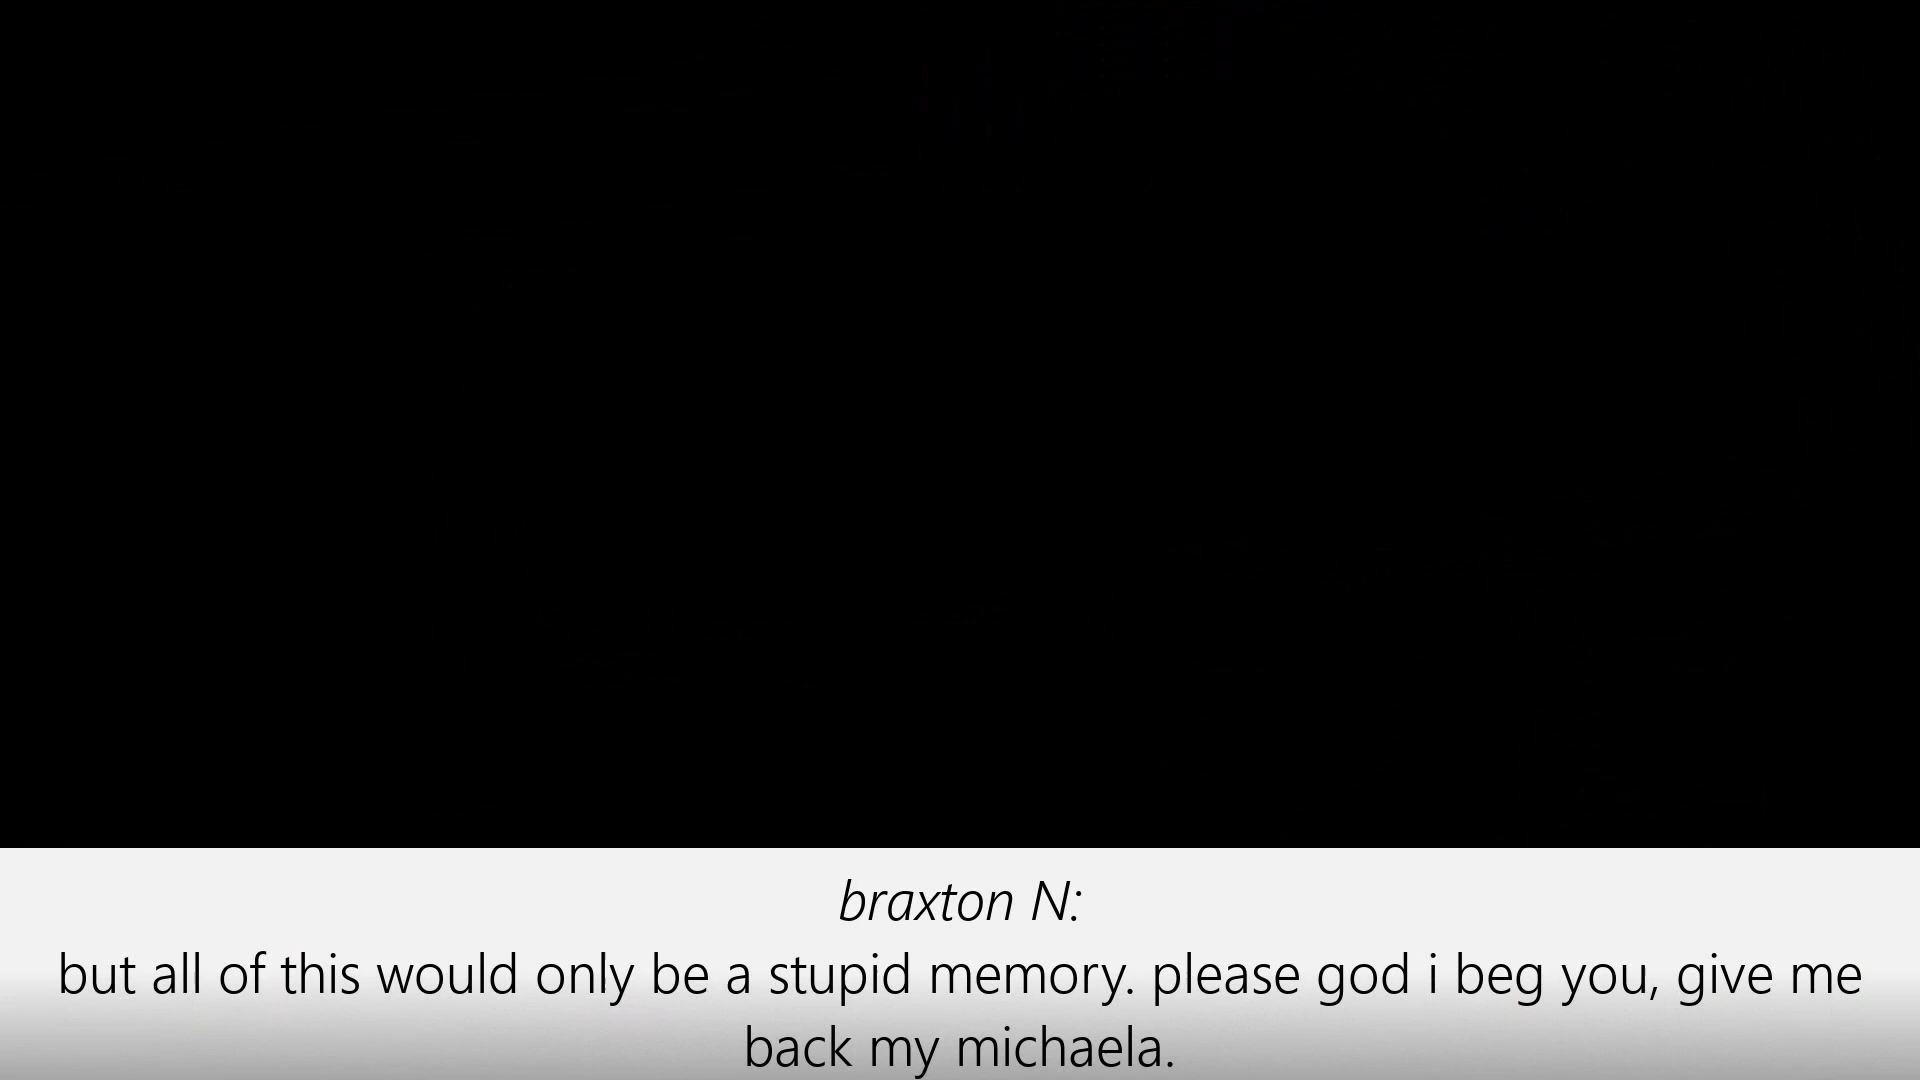 braxton N:
but all of this would only be a stupid memory. please god i beg you, give me
back my michaela.